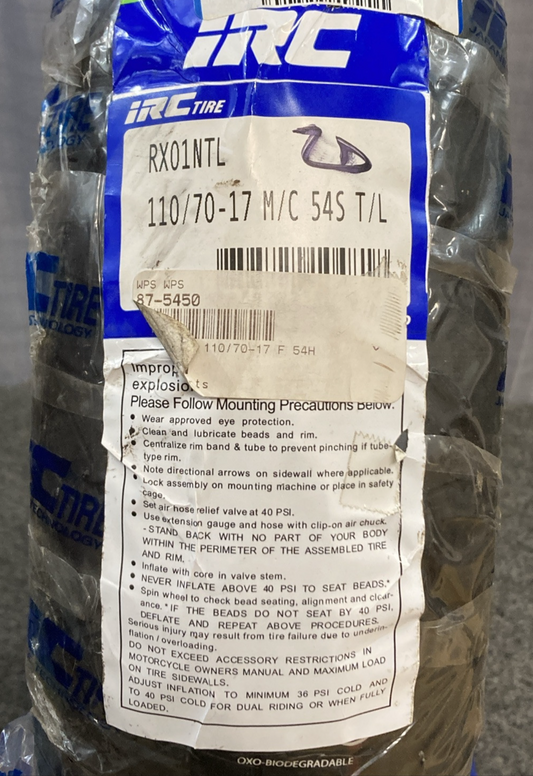 IRC
IRC TIRE
RX01NTL
110/70-17 M/C 54S T/L
WPS WPS
87-5450
110/70-17 F 54H
Improp
explosio
ts
Please Follow Mounting Precautions Below.
• Wear approved eye protection.
• Clean and lubricate beads and rim.
• Centralize rim band & tube to prevent pinching if tube-
type rim.
• Note directional arrows on sidewall where applicable.
• Lock assembly on mounting machine or place in safety
cage.
• Set air hose relief valve at 40 PSI.
• Use extension gauge and hose with clip-on air chuck.
- STAND BACK WITH NO PART OF YOUR BODY
WITHIN THE PERIMETER OF THE ASSEMBLED TIRE
AND RIM.
• Inflate with core in valve stem.
• NEVER INFLATE ABOVE 40 PSI TO SEAT BEADS.*
• Spin wheel to check bead seating, alignment and clear-
ance. * IF THE BEADS DO NOT SEAT BY 40 PSI,
DEFLATE AND REPEAT ABOVE PROCEDURES.
Serious injury may result from tire failure due to underin-
flation/overloading.
DO NOT EXCEED ACCESSORY RESTRICTIONS IN
MOTORCYCLE OWNERS MANUAL AND MAXIMUM LOAD
ON TIRE SIDEWALLS.
ADJUST INFLATION TO MINIMUM 36 PSI COLD AND
TO 40 PSI COLD FOR DUAL RIDING OR WHEN FULLY
LOADED.
OXO-BIODEGRADABLE